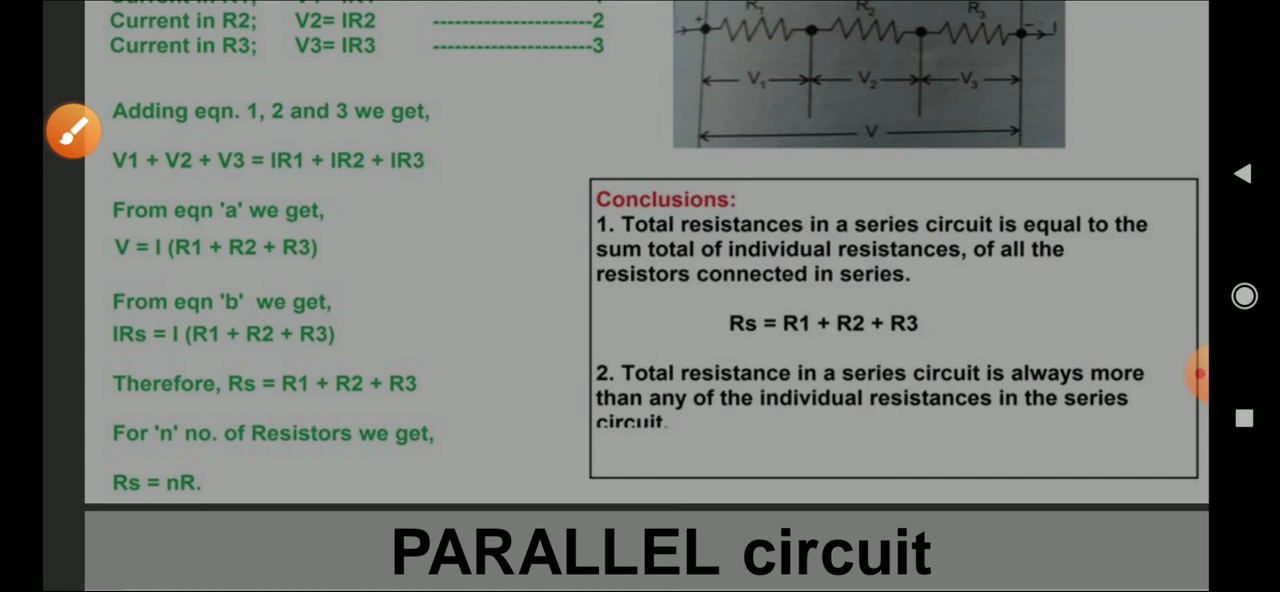 Current in R2; V2= IR2 -----------------------2
Current in R3; V3= IR3 -----------------------3
Adding eqn. 1, 2 and 3 we get,
V1 + V2 + V3 = IR1 + IR2 + IR3
From eqn 'a' we get,
V = I (R1 + R2 + R3)
From eqn 'b' we get,
IRs = I (R1 + R2 + R3)
Therefore, Rs = R1 + R2 + R3
For 'n' no. of Resistors we get,
Rs = nR.
R₁ R₂ R₃
+ − I
V₁ V₂ V₃
V
Conclusions:
1. Total resistances in a series circuit is equal to the
sum total of individual resistances, of all the
resistors connected in series.
Rs = R1 + R2 + R3
2. Total resistance in a series circuit is always more
than any of the individual resistances in the series
circuit.
PARALLEL circuit